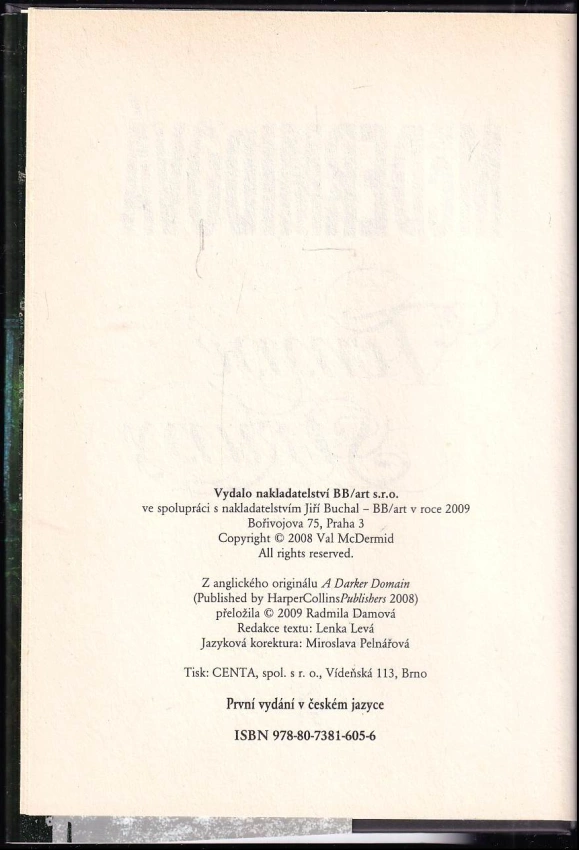 Vydalo nakladatelství BB/art s.r.o.
ve spolupráci s nakladatelstvím Jiří Buchal – BB/art v roce 2009
Bořivojova 75, Praha 3
Copyright © 2008 Val McDermid
All rights reserved.
Z anglického originálu A Darker Domain
(Published by HarperCollinsPublishers 2008)
přeložila © 2009 Radmila Damová
Redakce textu: Lenka Levá
Jazyková korektura: Miroslava Pelnářová
Tisk: CENTA, spol. s r. o., Vídeňská 113, Brno
První vydání v českém jazyce
ISBN 978-80-7381-605-6